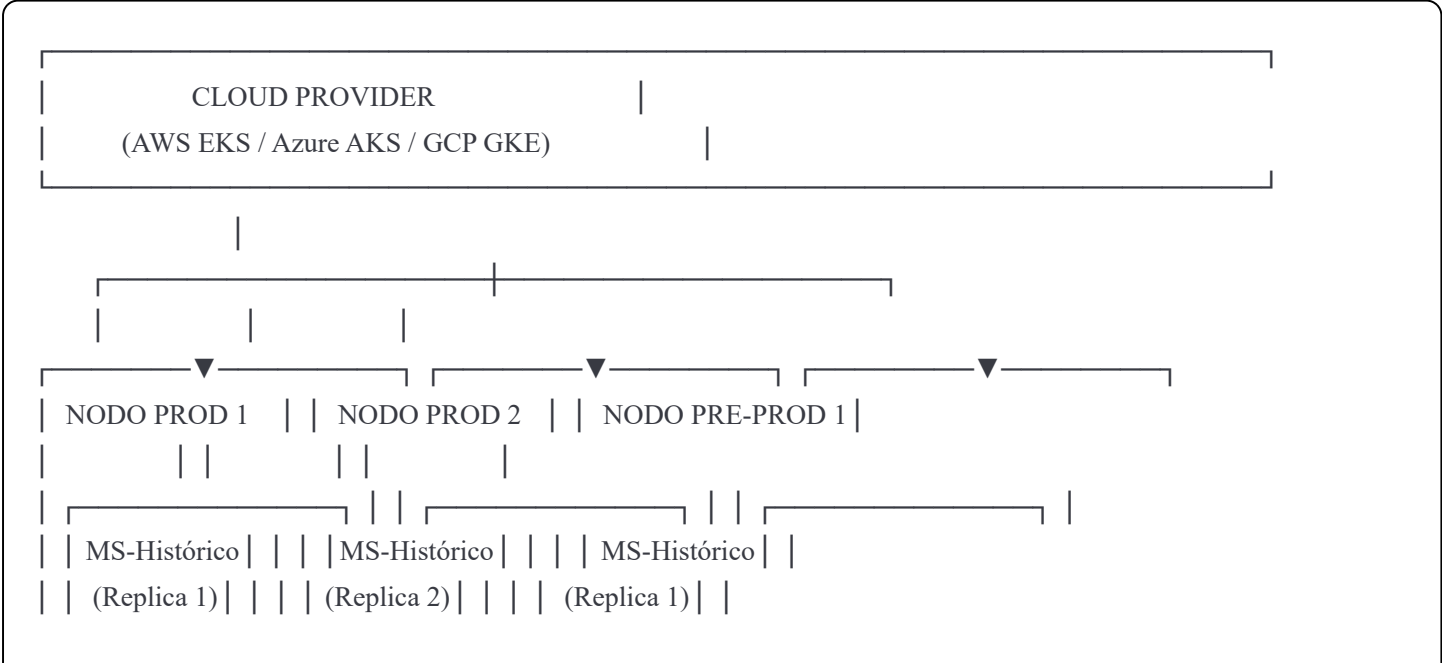 CLOUD PROVIDER
(AWS EKS / Azure AKS / GCP GKE)
NODO PROD 1 NODO PROD 2 NODO PRE-PROD 1
MS-Histórico MS-Histórico MS-Histórico
(Replica 1) (Replica 2) (Replica 1)